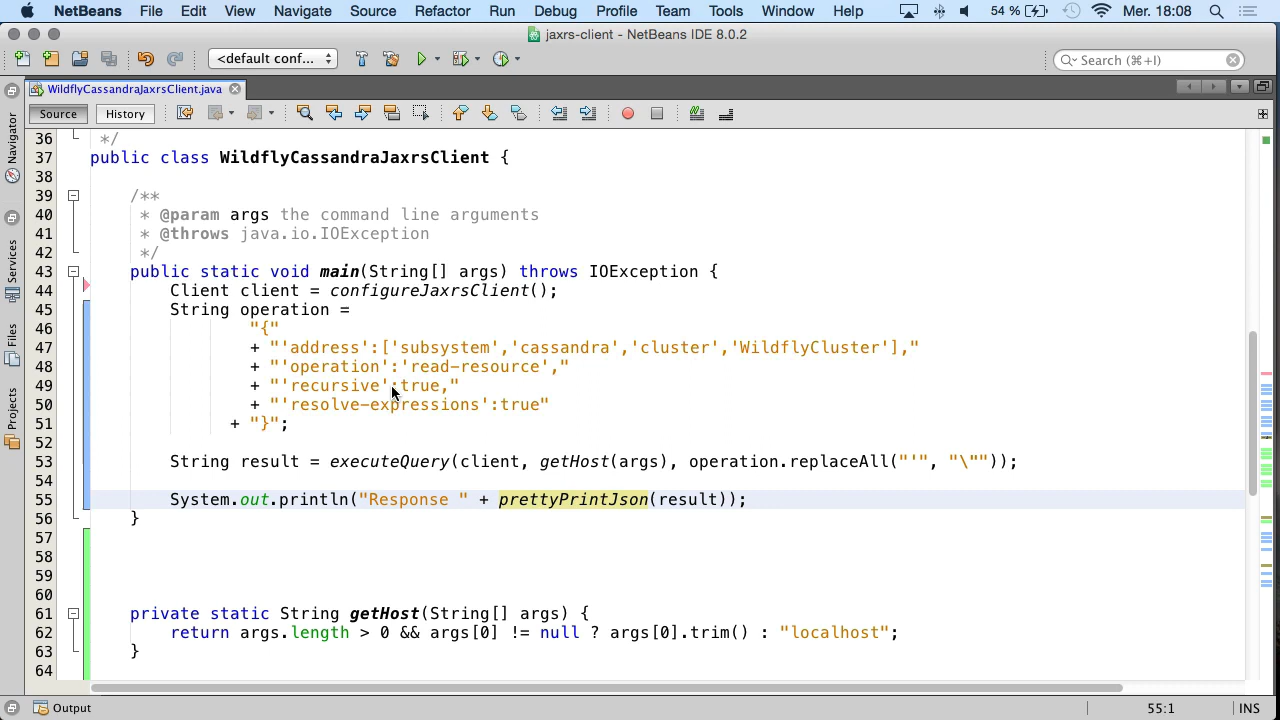 NetBeans File Edit View Navigate Source Refactor Run Debug Profile Team Tools Window Help 54 % Mer. 18:08
jaxrs-client - NetBeans IDE 8.0.2
<default conf... Search (⌘+I)
WildflyCassandraJaxrsClient.java
Source History
Navigator
Services
Files
Projects
36 */
37 public class WildflyCassandraJaxrsClient {
38
39 /**
40 * @param args the command line arguments
41 * @throws java.io.IOException
42 */
43 public static void main(String[] args) throws IOException {
44 Client client = configureJaxrsClient();
45 String operation =
46 "{"
47 + "'address':['subsystem','cassandra','cluster','WildflyCluster'],"
48 + "'operation':'read-resource',"
49 + "'recursive':true,"
50 + "'resolve-expressions':true"
51 + "}";
52
53 String result = executeQuery(client, getHost(args), operation.replaceAll("'", "\""));
54
55 System.out.println("Response " + prettyPrintJson(result));
56 }
57
58
59
60
61 private static String getHost(String[] args) {
62 return args.length > 0 && args[0] != null ? args[0].trim() : "localhost";
63 }
64
Output 55:1 INS